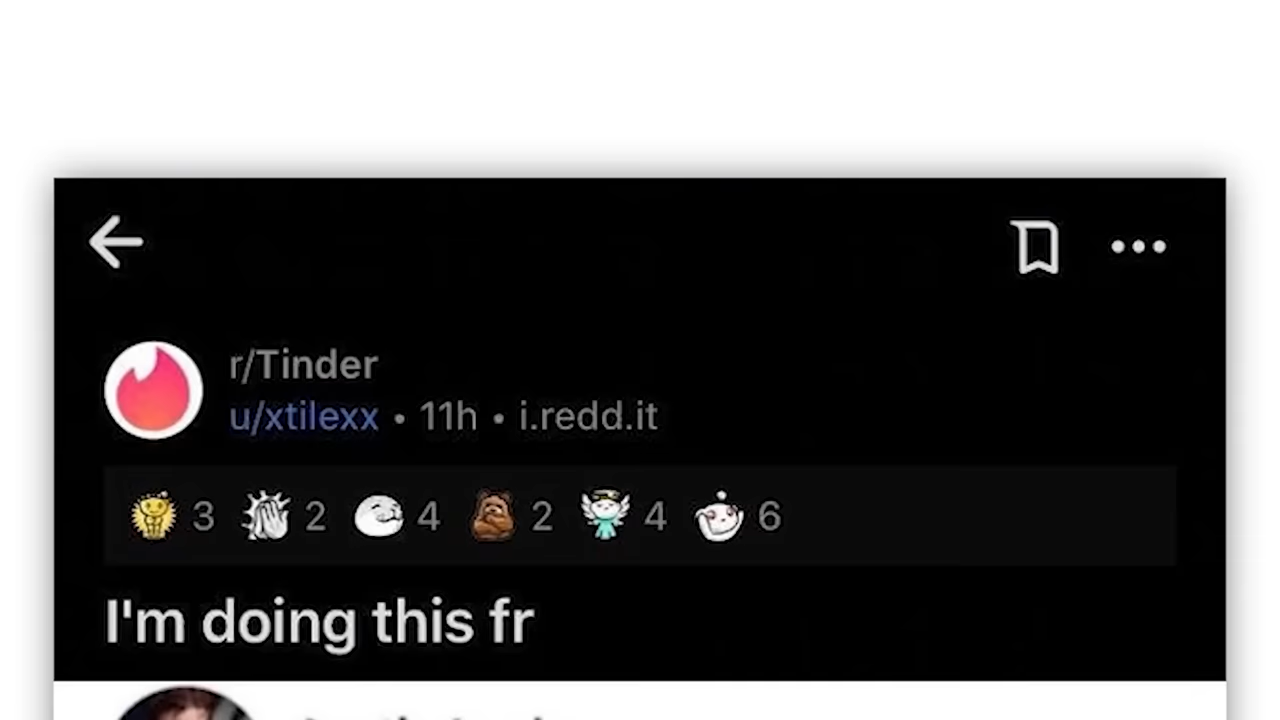 r/Tinder
u/xtilexx • 11h • i.redd.it
3 2 4 2 4 6
I'm doing this fr